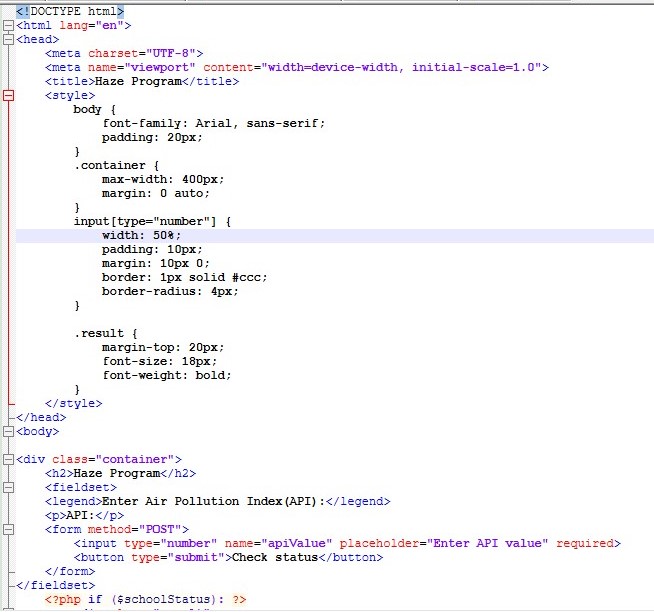 <!DOCTYPE html>
<html lang="en">
<head>
    <meta charset="UTF-8">
    <meta name="viewport" content="width=device-width, initial-scale=1.0">
    <title>Haze Program</title>
    <style>
        body {
            font-family: Arial, sans-serif;
            padding: 20px;
        }
        .container {
            max-width: 400px;
            margin: 0 auto;
        }
        input[type="number"] {
            width: 50%;
            padding: 10px;
            margin: 10px 0;
            border: 1px solid #ccc;
            border-radius: 4px;
        }

        .result {
            margin-top: 20px;
            font-size: 18px;
            font-weight: bold;
        }
    </style>
</head>
<body>

<div class="container">
    <h2>Haze Program</h2>
    <fieldset>
    <legend>Enter Air Pollution Index(API):</legend>
    <p>API:</p>
    <form method="POST">
        <input type="number" name="apiValue" placeholder="Enter API value" required>
        <button type="submit">Check status</button>
    </form>
</fieldset>
    <?php if ($schoolStatus): ?>